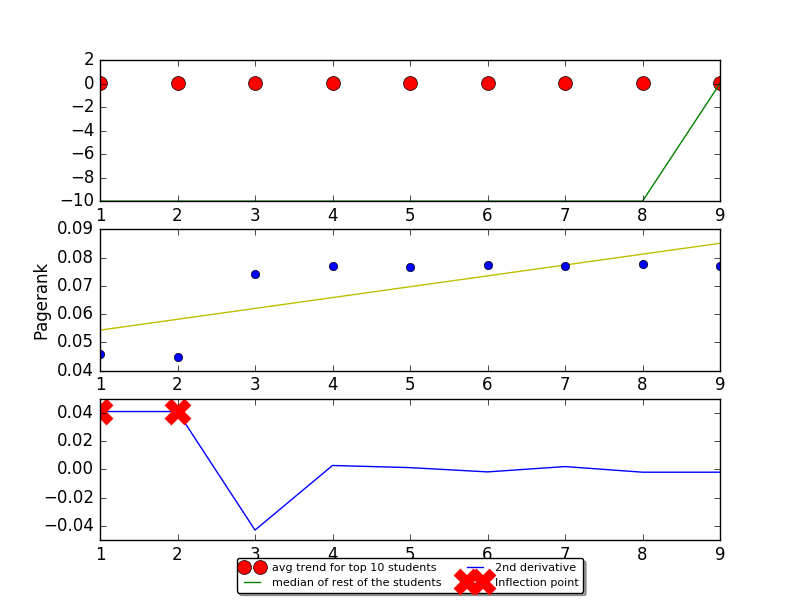 2
0
−2
−4
−6
−8
−10
1 2 3 4 5 6 7 8 9
0.09
0.08
0.07
0.06
0.05
0.04
Pagerank
1 2 3 4 5 6 7 8 9
0.04
0.02
0.00
−0.02
−0.04
1 2 3 4 5 6 7 8 9
avg trend for top 10 students
median of rest of the students
2nd derivative
Inflection point